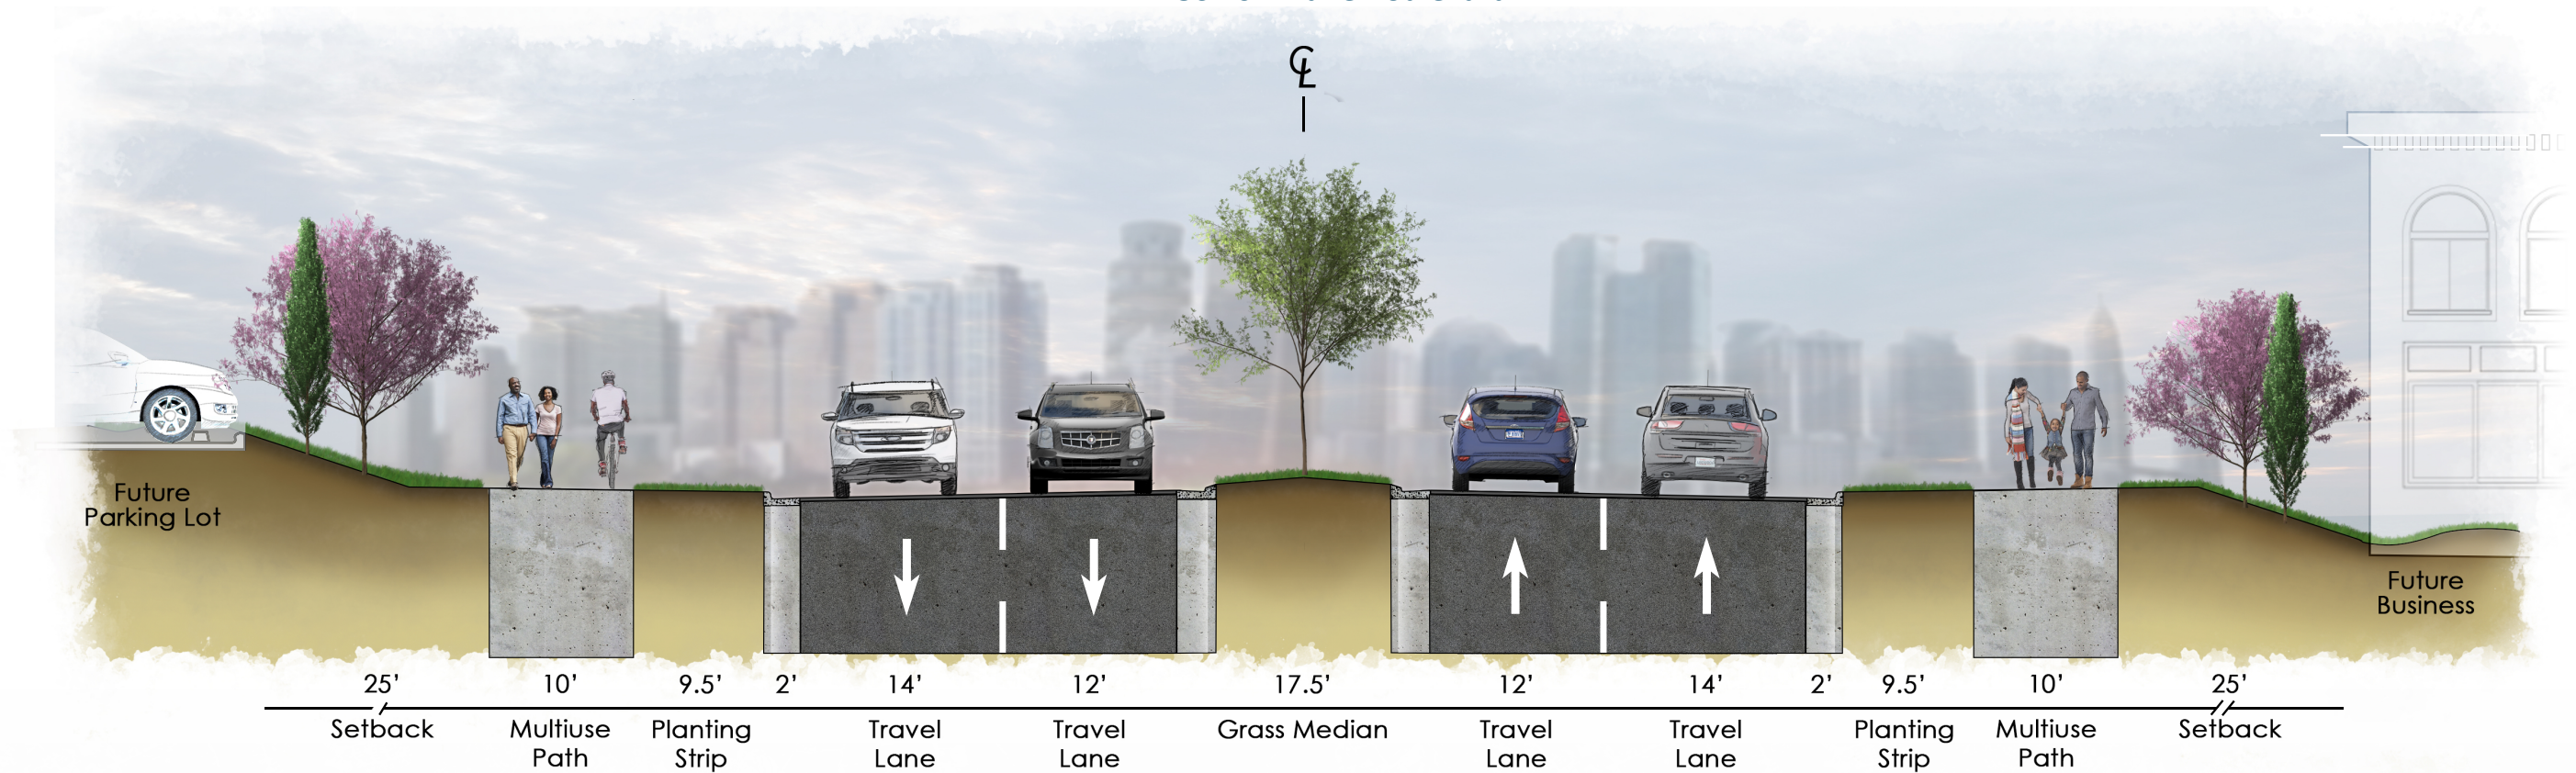 ℄
Future
Parking Lot
Future
Business
25’
10’
9.5’
2’
14’
12’
17.5’
12’
14’
2’
9.5’
10’
25’
Setback
Multiuse
Path
Planting
Strip
Travel
Lane
Travel
Lane
Grass Median
Travel
Lane
Travel
Lane
Planting
Strip
Multiuse
Path
Setback